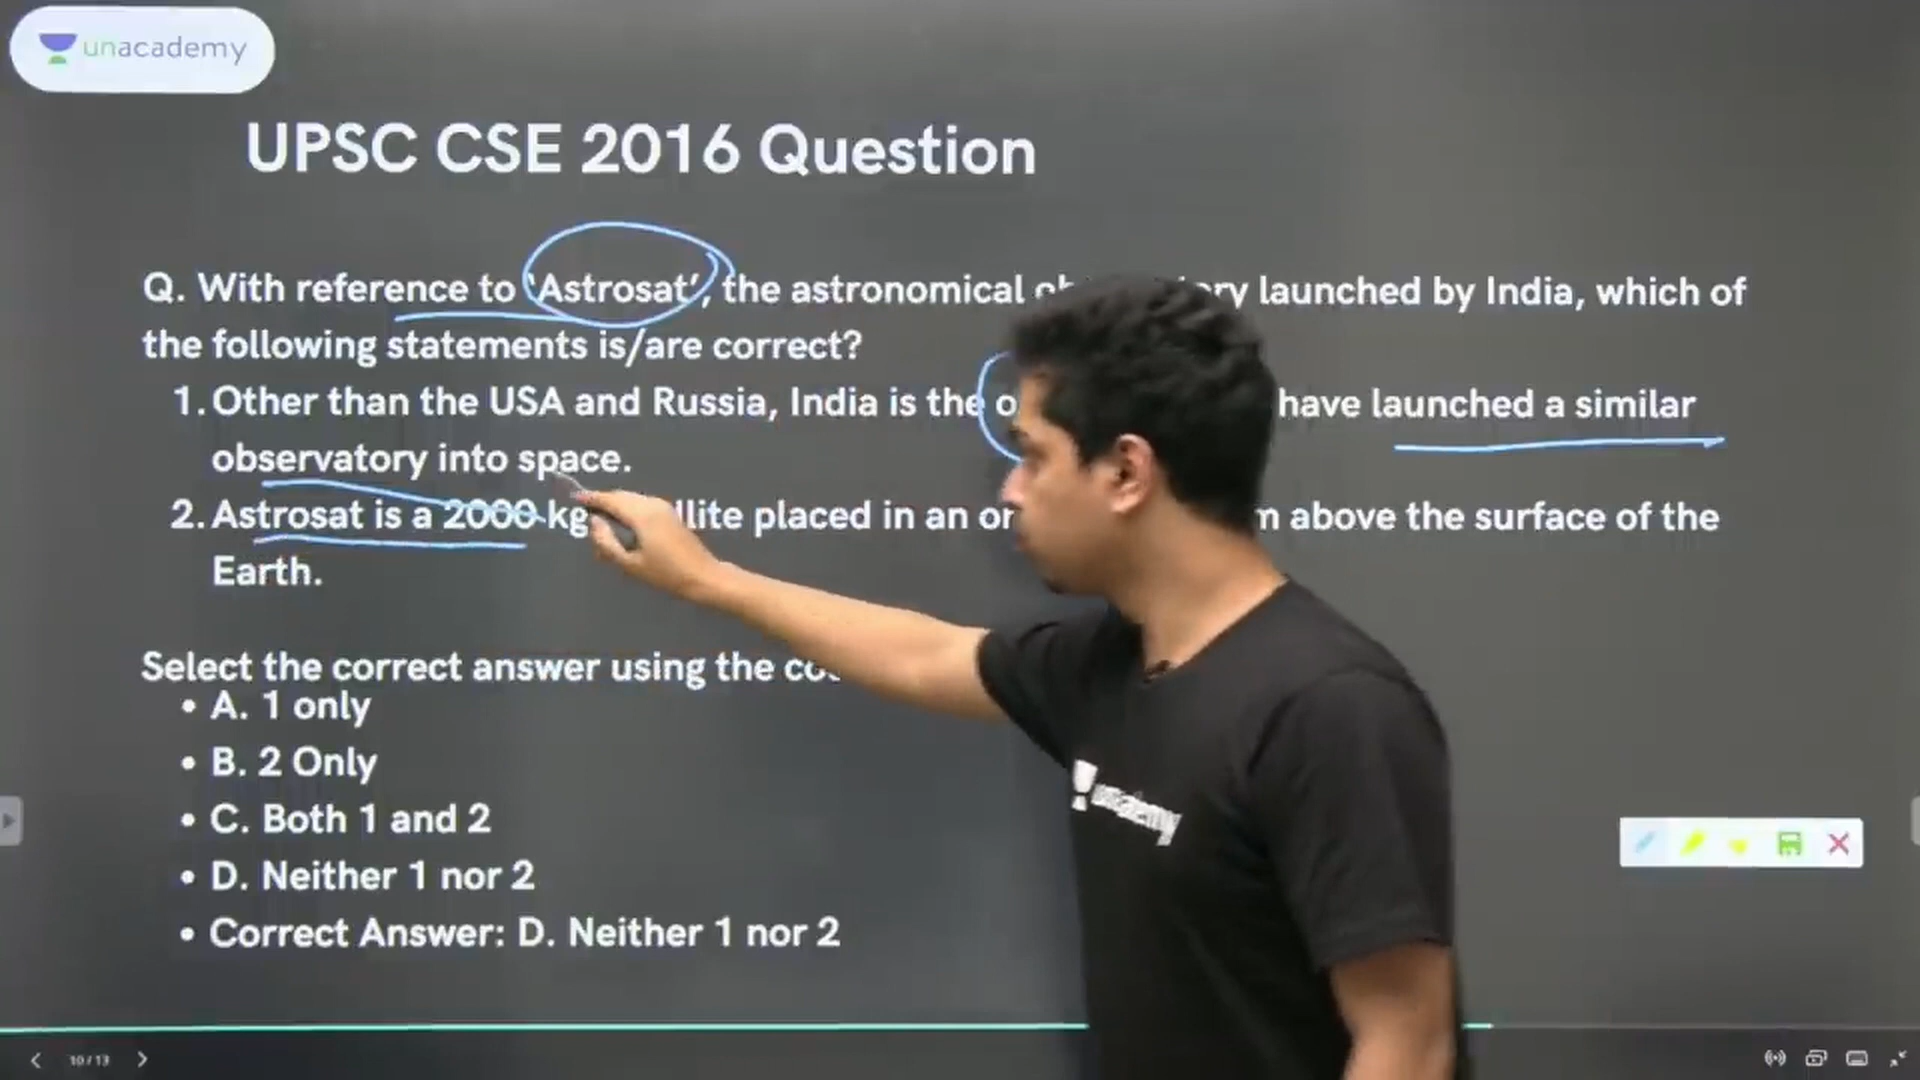 unacademy
UPSC CSE 2016 Question
Q. With reference to 'Astrosat', the astronomical launched by India, which of
the following statements is/are correct?
1. Other than the USA and Russia, India is the have launched a similar
observatory into space.
2. Astrosat is a 2000 kg placed in an above the surface of the
Earth.
Select the correct answer using the
• A. 1 only
• B. 2 Only
• C. Both 1 and 2
• D. Neither 1 nor 2
• Correct Answer: D. Neither 1 nor 2
unacademy
10 / 13